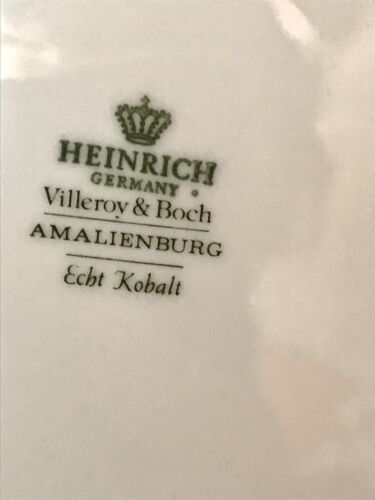 HEINRICH
GERMANY
Villeroy & Boch
AMALIENBURG
Echt Kobalt